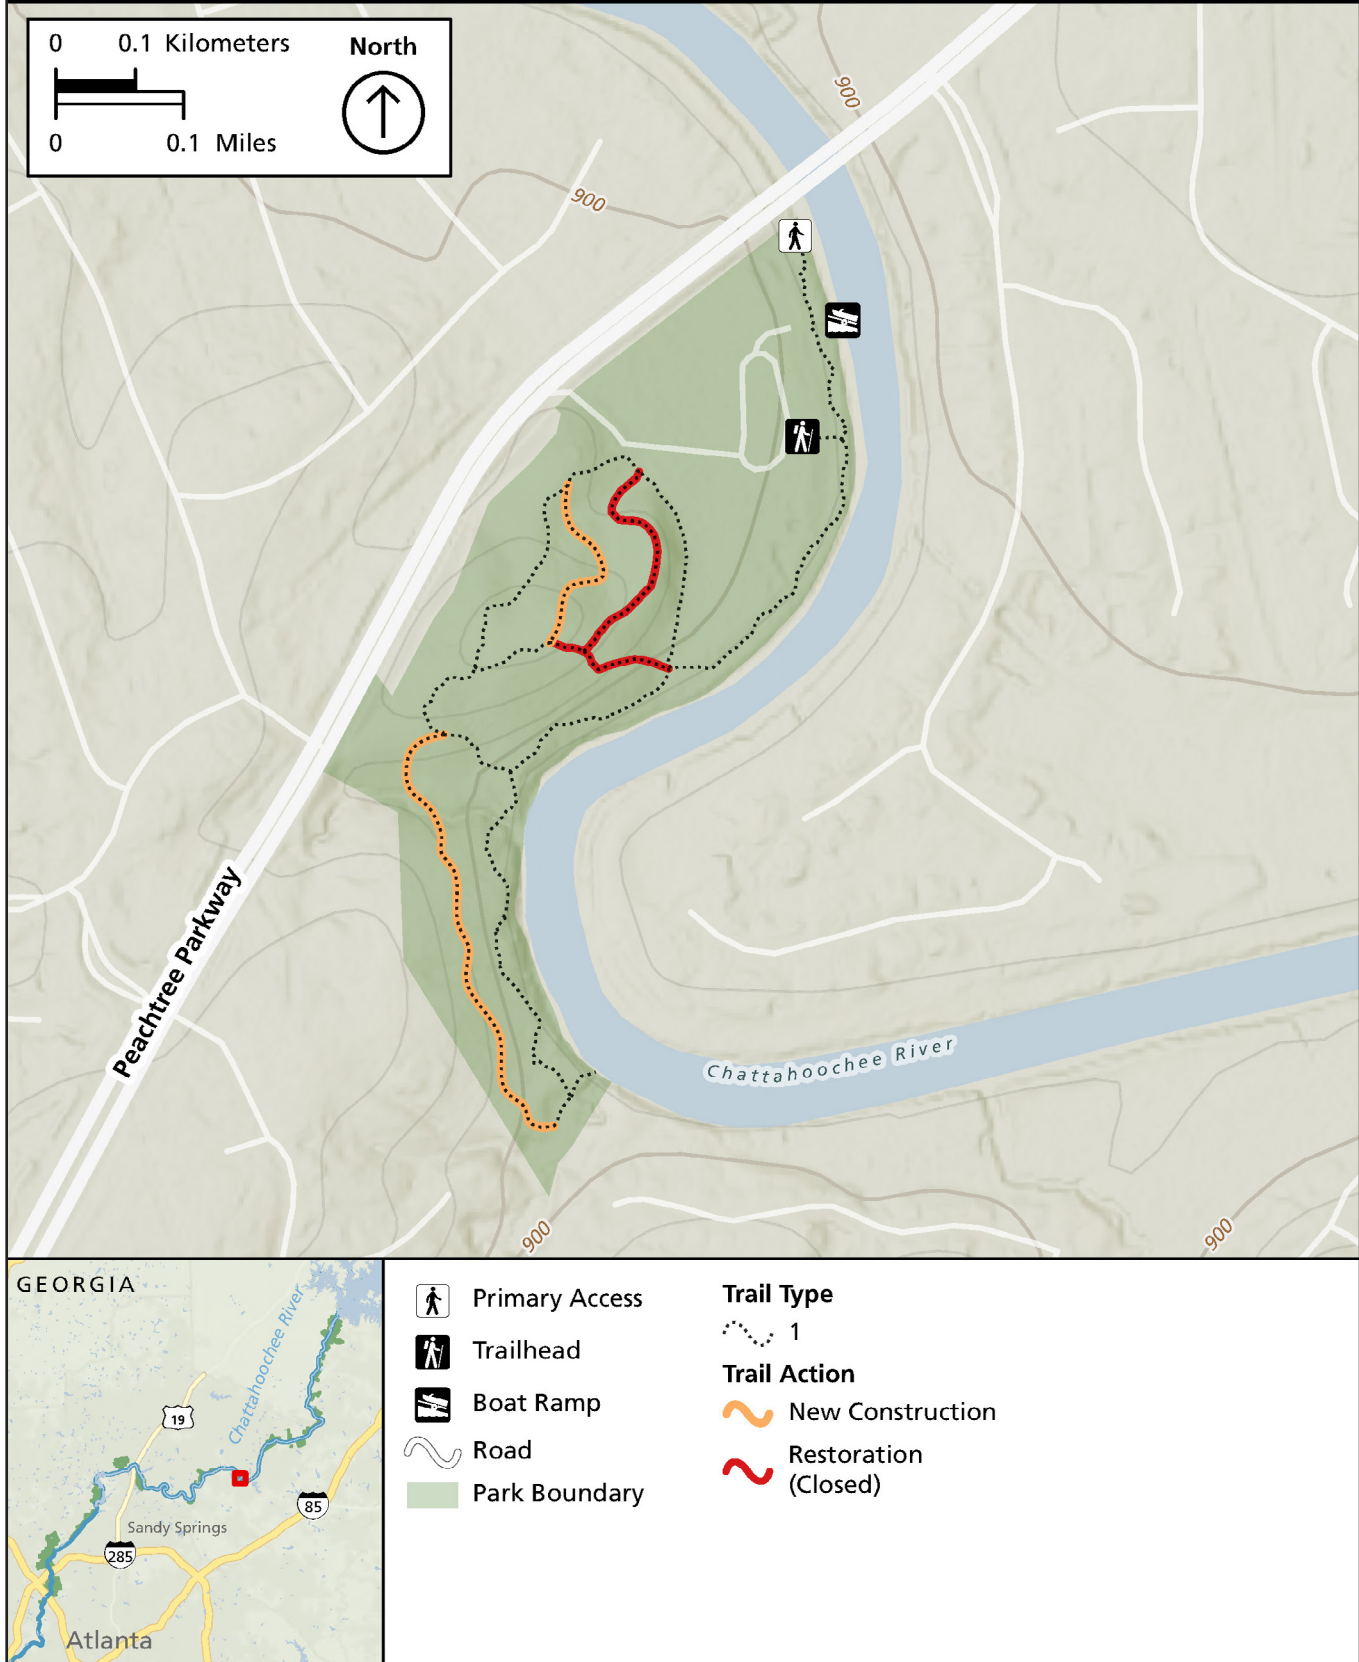 0 0.1 Kilometers
North
0 0.1 Miles
900
900
Peachtree Parkway
Chattahoochee River
900
900
GEORGIA
Chattahoochee River
19
85
Sandy Springs
285
Atlanta
Primary Access
Trailhead
Boat Ramp
Road
Park Boundary
Trail Type
1
Trail Action
New Construction
Restoration
(Closed)